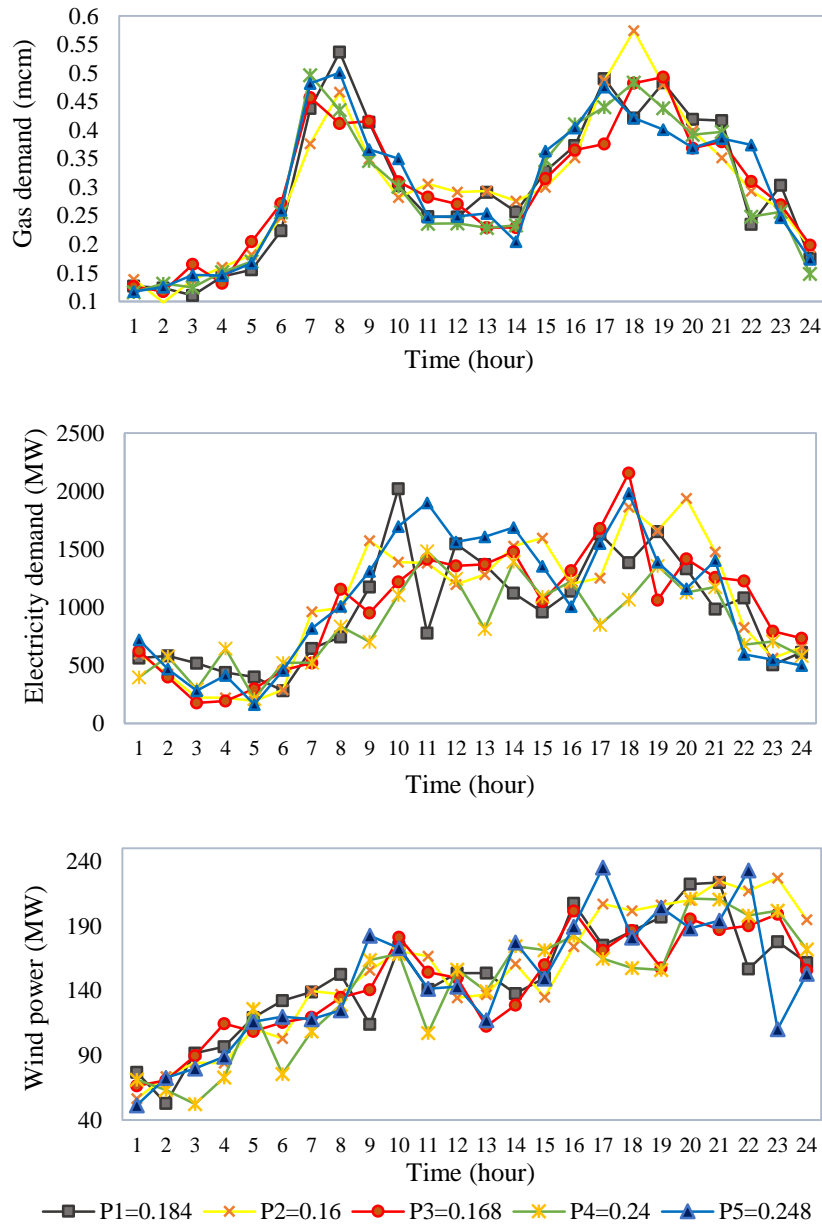 0.6
0.55
0.5
0.45
0.4
0.35
0.3
0.25
0.2
0.15
0.1
Gas demand (mcm)
1 2 3 4 5 6 7 8 9 10 11 12 13 14 15 16 17 18 19 20 21 22 23 24
Time (hour)
2500
2000
1500
1000
500
0
Electricity demand (MW)
1 2 3 4 5 6 7 8 9 10 11 12 13 14 15 16 17 18 19 20 21 22 23 24
Time (hour)
240
190
140
90
40
Wind power (MW)
1 2 3 4 5 6 7 8 9 10 11 12 13 14 15 16 17 18 19 20 21 22 23 24
Time (hour)
P1=0.184 P2=0.16 P3=0.168 P4=0.24 P5=0.248